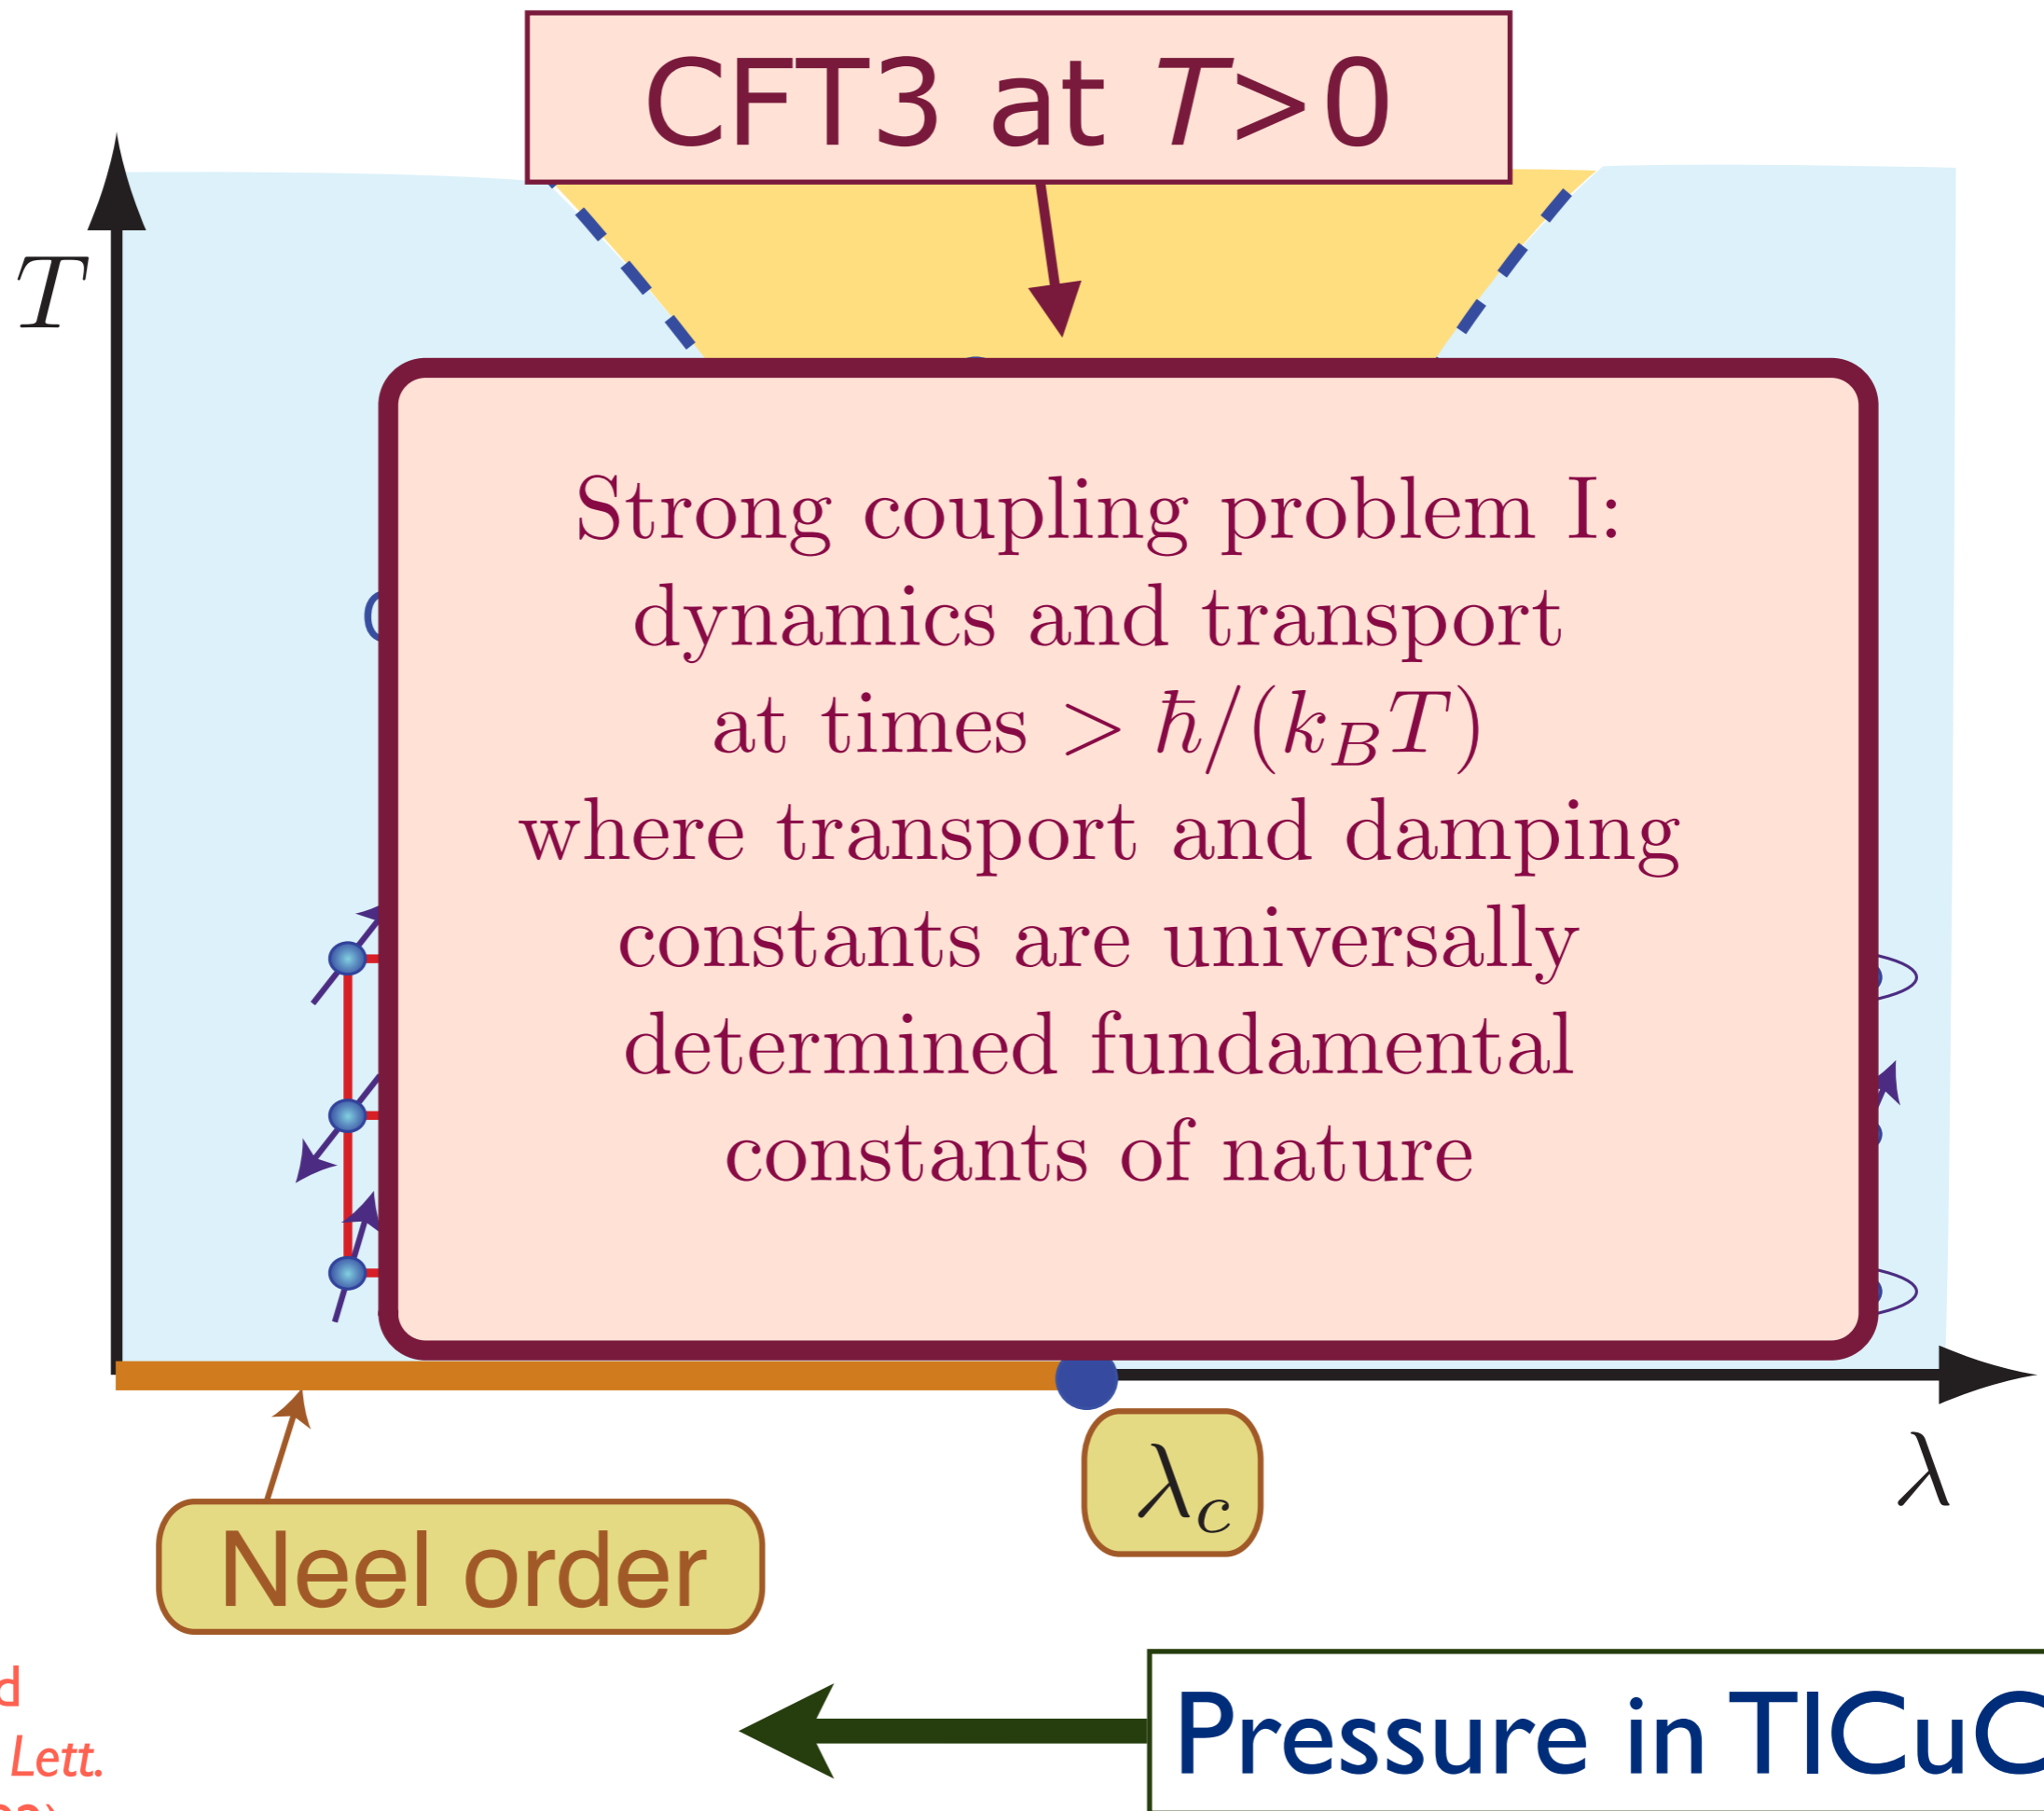 CFT3 at T>0
T
Strong coupling problem I:
dynamics and transport
at times > ℏ/(k_B T)
where transport and damping
constants are universally
determined fundamental
constants of nature
λ_c
λ
Neel order
Lett.
Pressure in TlCuC